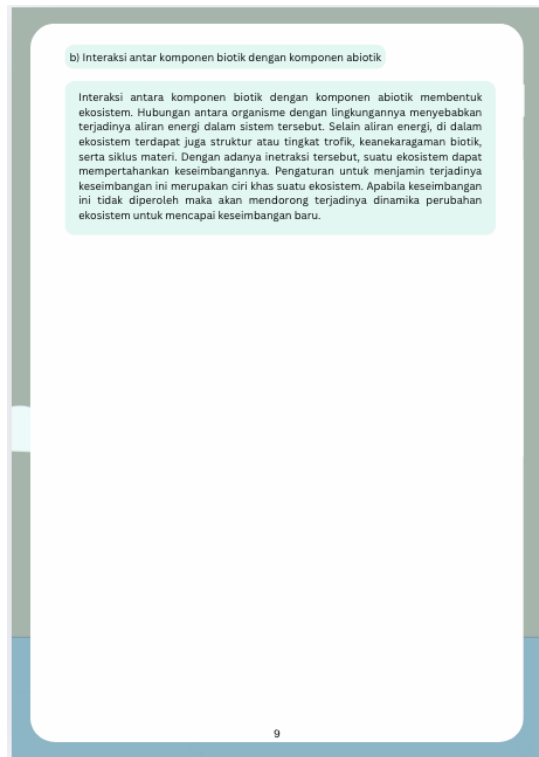 b) Interaksi antar komponen biotik dengan komponen abiotik
Interaksi antara komponen biotik dengan komponen abiotik membentuk
ekosistem. Hubungan antara organisme dengan lingkungannya menyebabkan
terjadinya aliran energi dalam sistem tersebut. Selain aliran energi, di dalam
ekosistem terdapat juga struktur atau tingkat trofik, keanekaragaman biotik,
serta siklus materi. Dengan adanya inetraksi tersebut, suatu ekosistem dapat
mempertahankan keseimbangannya. Pengaturan untuk menjamin terjadinya
keseimbangan ini merupakan ciri khas suatu ekosistem. Apabila keseimbangan
ini tidak diperoleh maka akan mendorong terjadinya dinamika perubahan
ekosistem untuk mencapai keseimbangan baru.
9